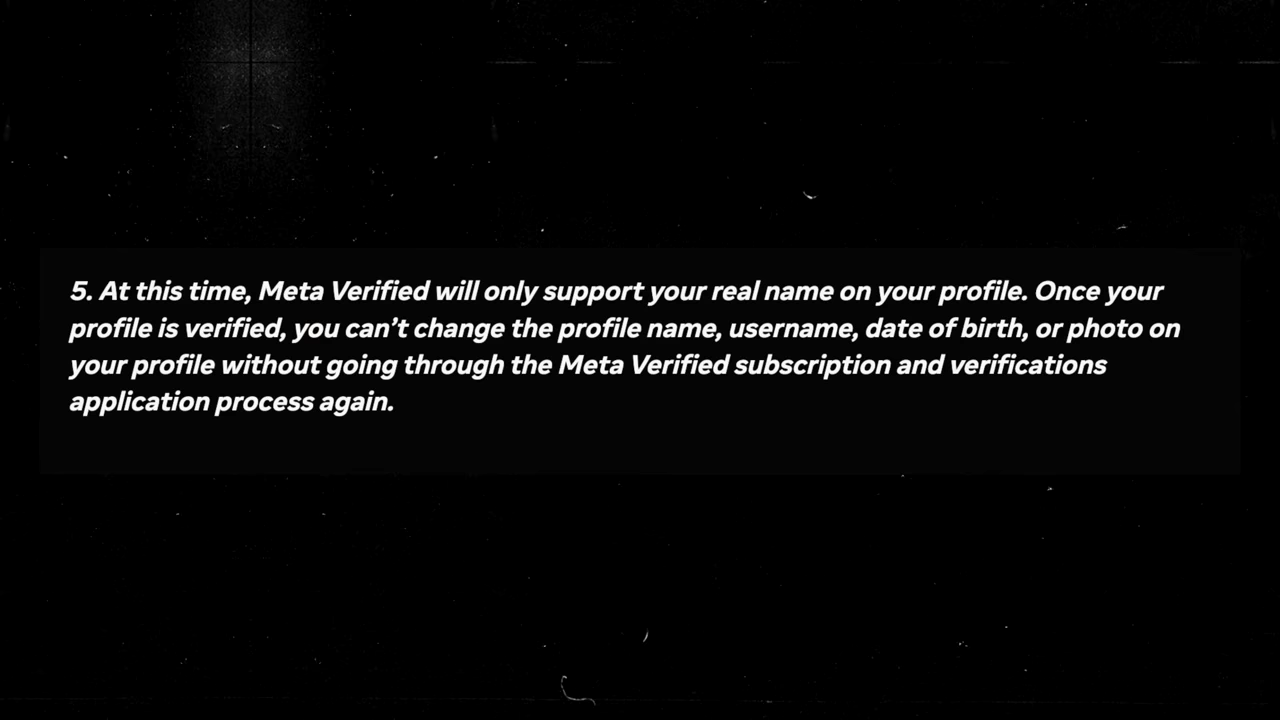 5. At this time, Meta Verified will only support your real name on your profile. Once your
profile is verified, you can’t change the profile name, username, date of birth, or photo on
your profile without going through the Meta Verified subscription and verifications
application process again.